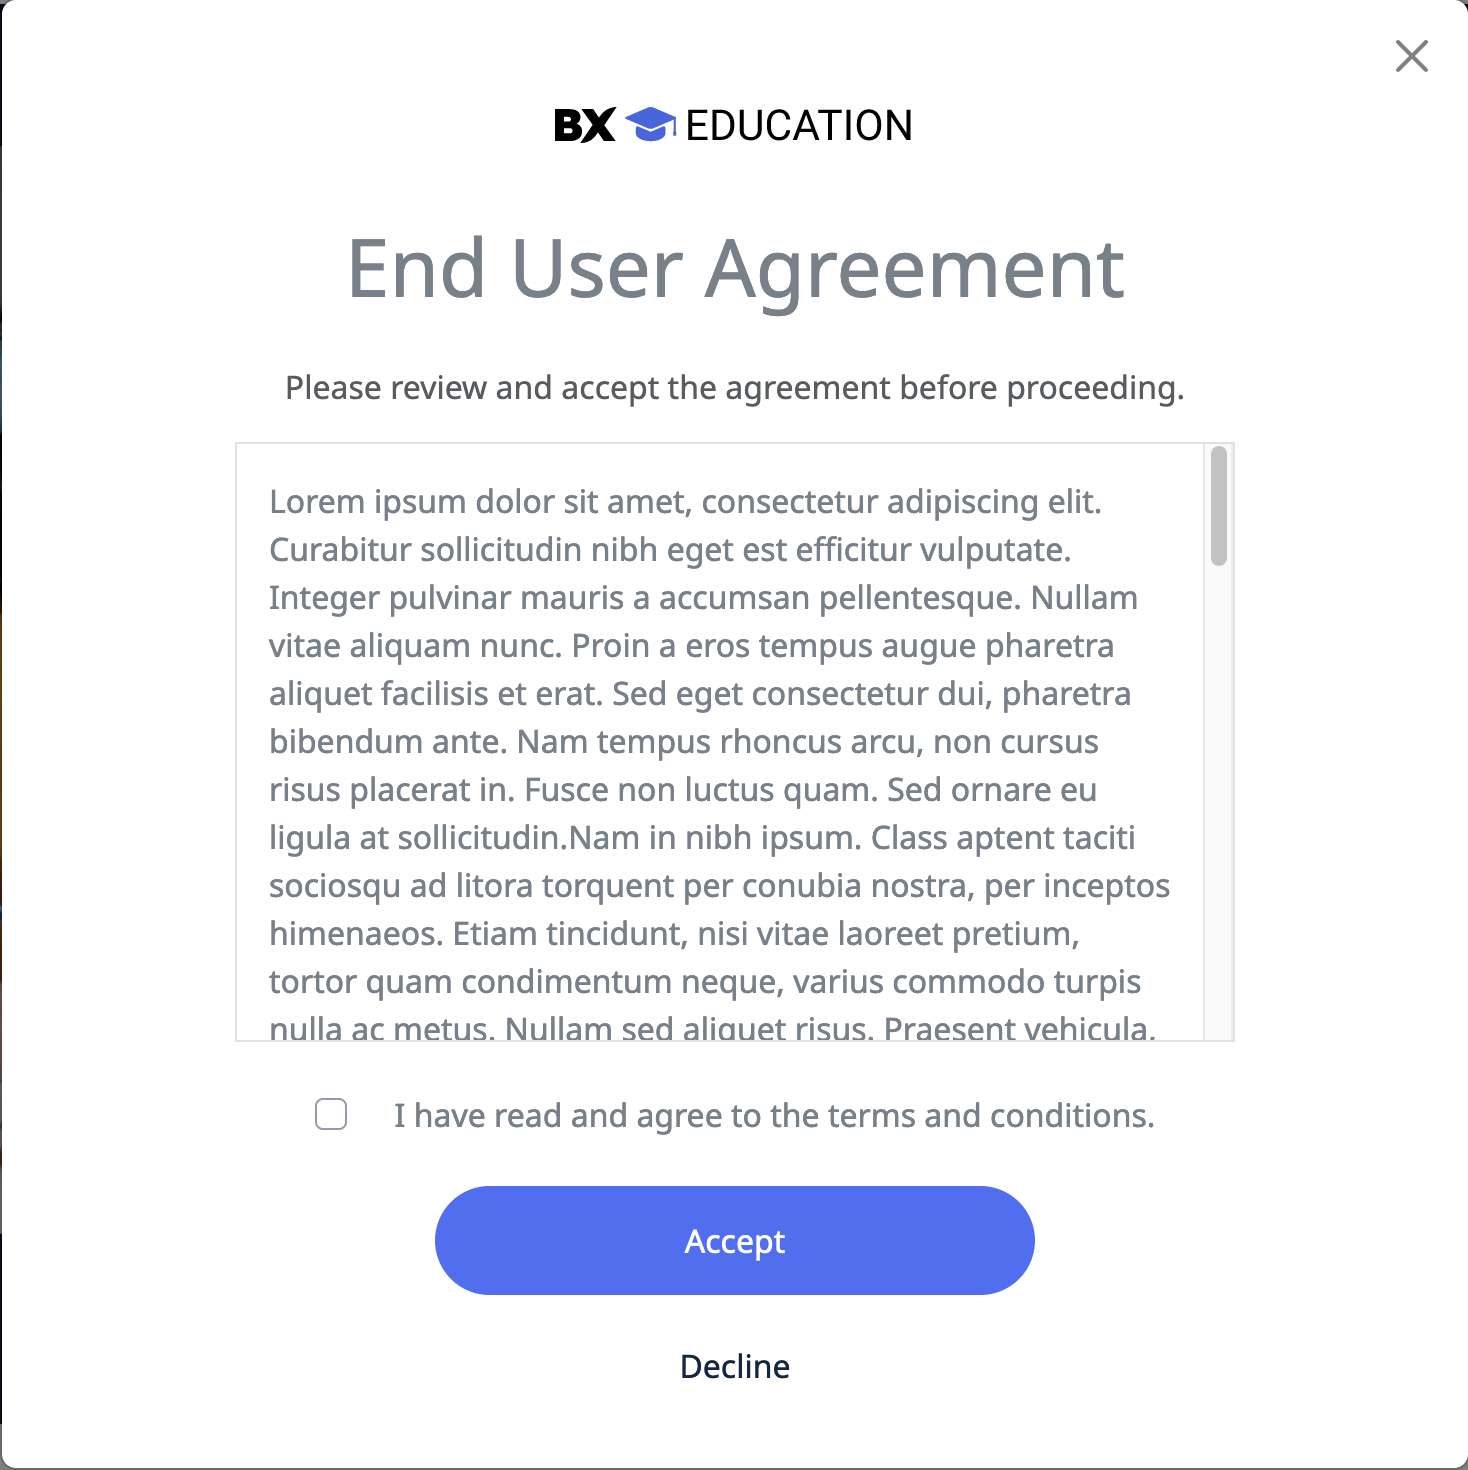 BX EDUCATION
End User Agreement
Please review and accept the agreement before proceeding.
Lorem ipsum dolor sit amet, consectetur adipiscing elit.
Curabitur sollicitudin nibh eget est efficitur vulputate.
Integer pulvinar mauris a accumsan pellentesque. Nullam
vitae aliquam nunc. Proin a eros tempus augue pharetra
aliquet facilisis et erat. Sed eget consectetur dui, pharetra
bibendum ante. Nam tempus rhoncus arcu, non cursus
risus placerat in. Fusce non luctus quam. Sed ornare eu
ligula at sollicitudin.Nam in nibh ipsum. Class aptent taciti
sociosqu ad litora torquent per conubia nostra, per inceptos
himenaeos. Etiam tincidunt, nisi vitae laoreet pretium,
tortor quam condimentum neque, varius commodo turpis
nulla ac metus. Nullam sed aliquet risus. Praesent vehicula,
I have read and agree to the terms and conditions.
Accept
Decline